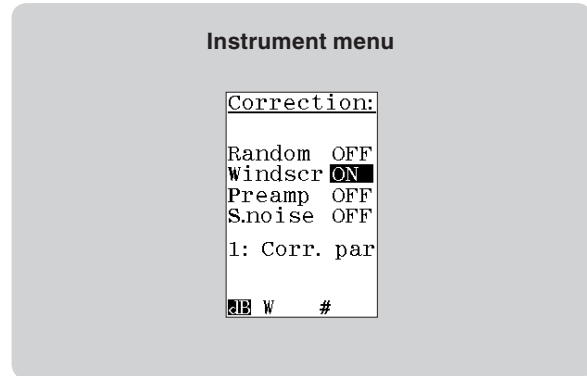 Instrument menu
Correction:
Random OFF
Windscr ON
Preamp OFF
S.noise OFF
1: Corr. par
dB W #